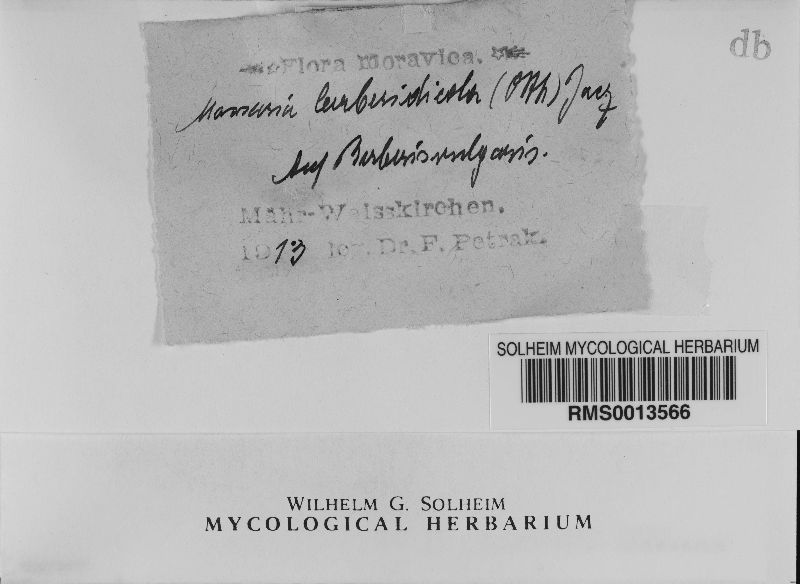 db
Flora moravica.
Massaria berberidicola (Otth) Jacz
Auf Berberis vulgaris.
Mähr-Weisskirchen.
1913 leg. Dr. F. Petrak.
SOLHEIM MYCOLOGICAL HERBARIUM
RMS0013566
WILHELM G. SOLHEIM
MYCOLOGICAL HERBARIUM